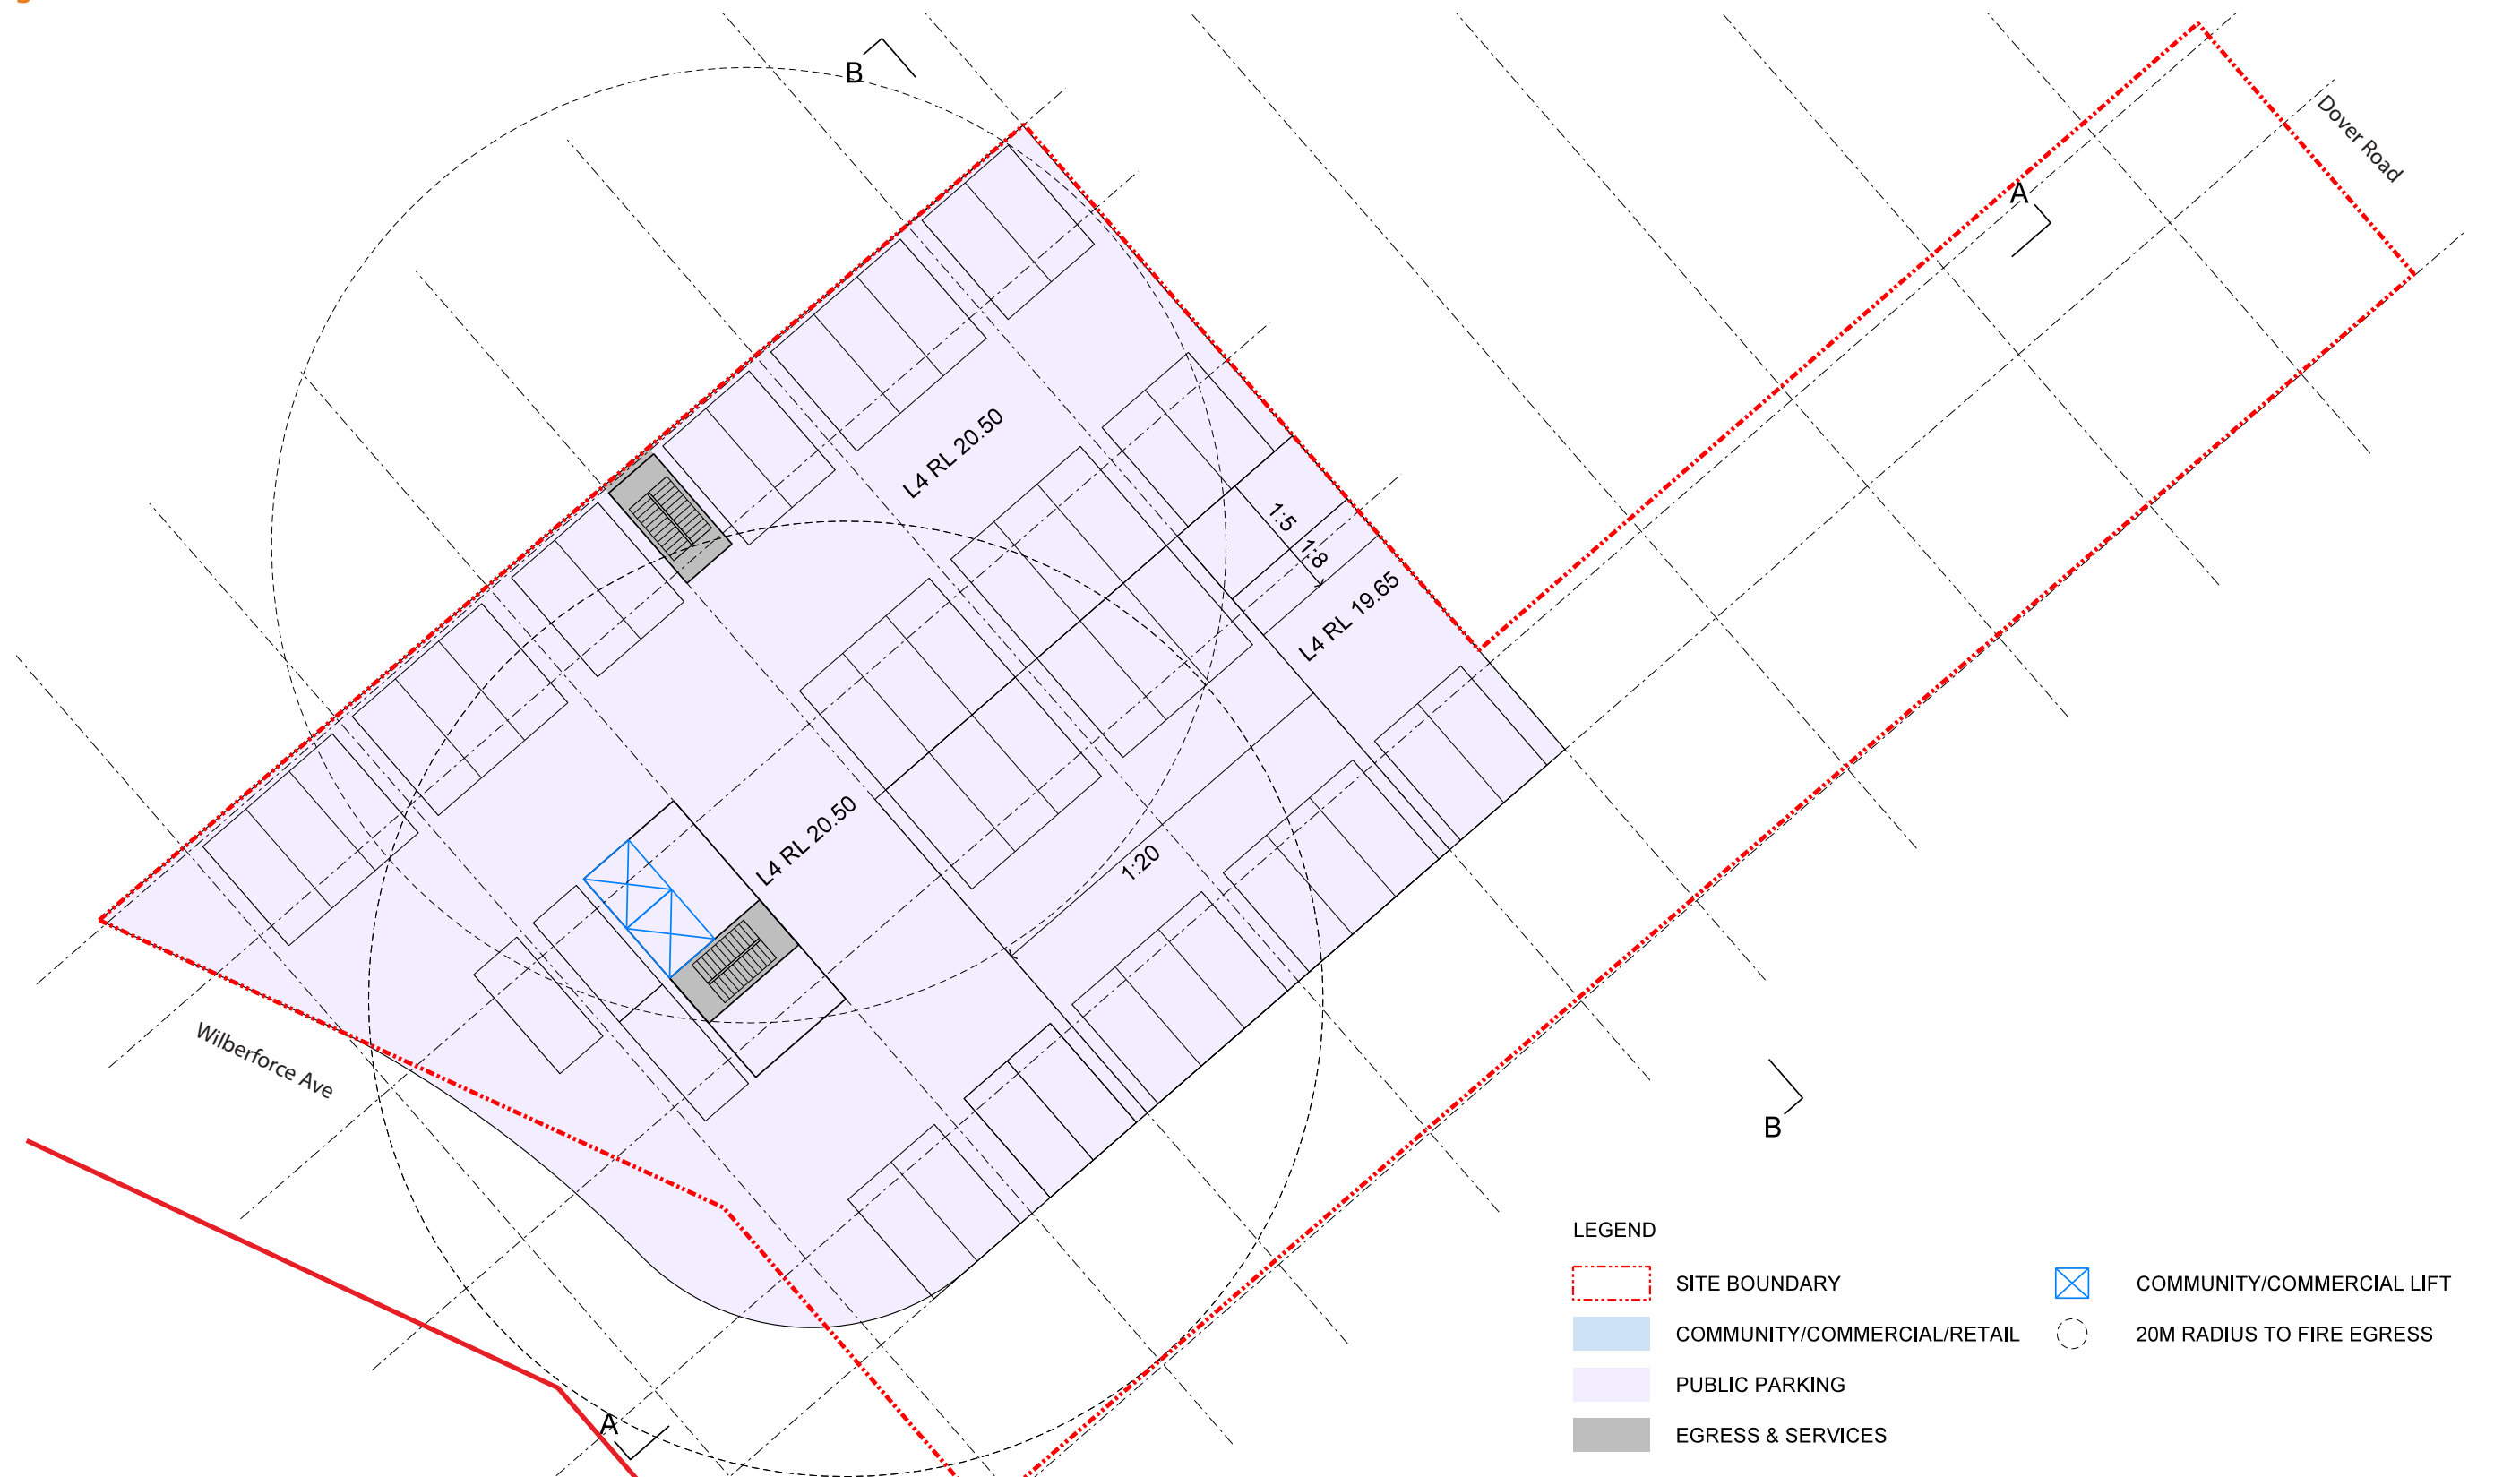 B
Dover Road
A
L4 RL 20.50
1:5
1:8
L4 RL 19.65
L4 RL 20.50
1:20
Wilberforce Ave
B
A
LEGEND
SITE BOUNDARY
COMMUNITY/COMMERCIAL/RETAIL
PUBLIC PARKING
EGRESS & SERVICES
COMMUNITY/COMMERCIAL LIFT
20M RADIUS TO FIRE EGRESS